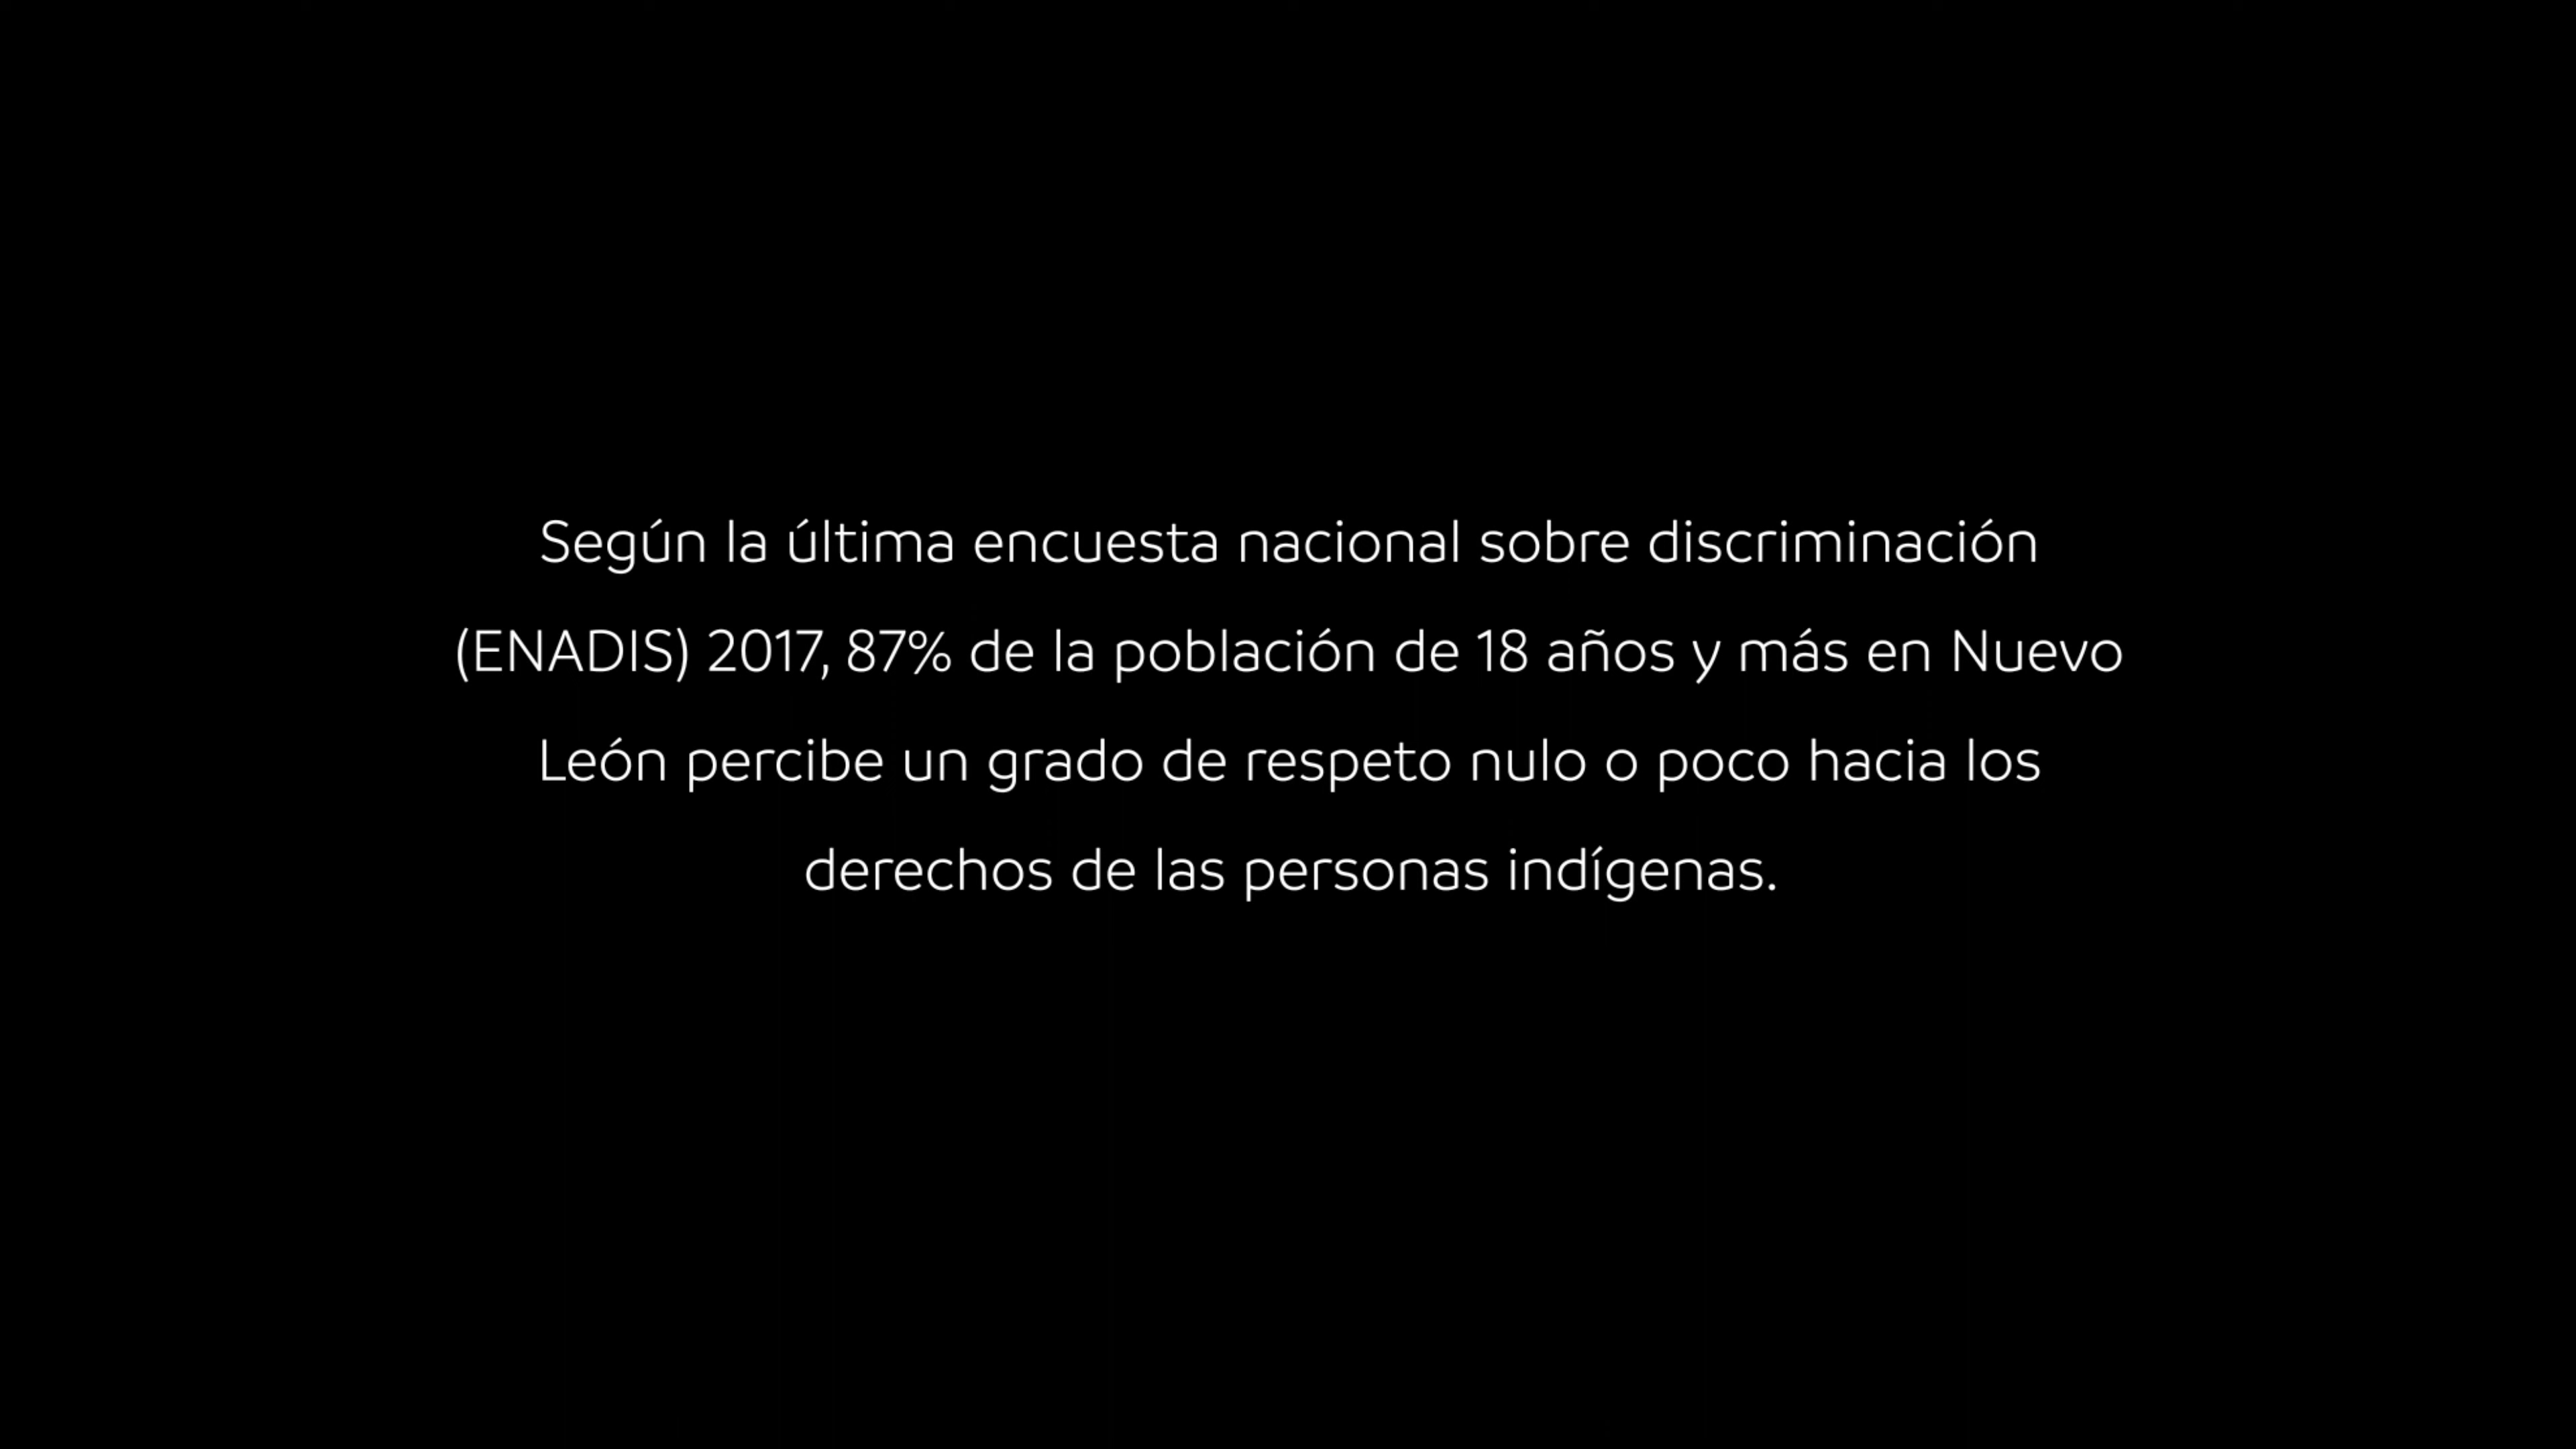 Según la última encuesta nacional sobre discriminación
(ENADIS) 2017, 87% de la población de 18 años y más en Nuevo
León percibe un grado de respeto nulo o poco hacia los
derechos de las personas indígenas.